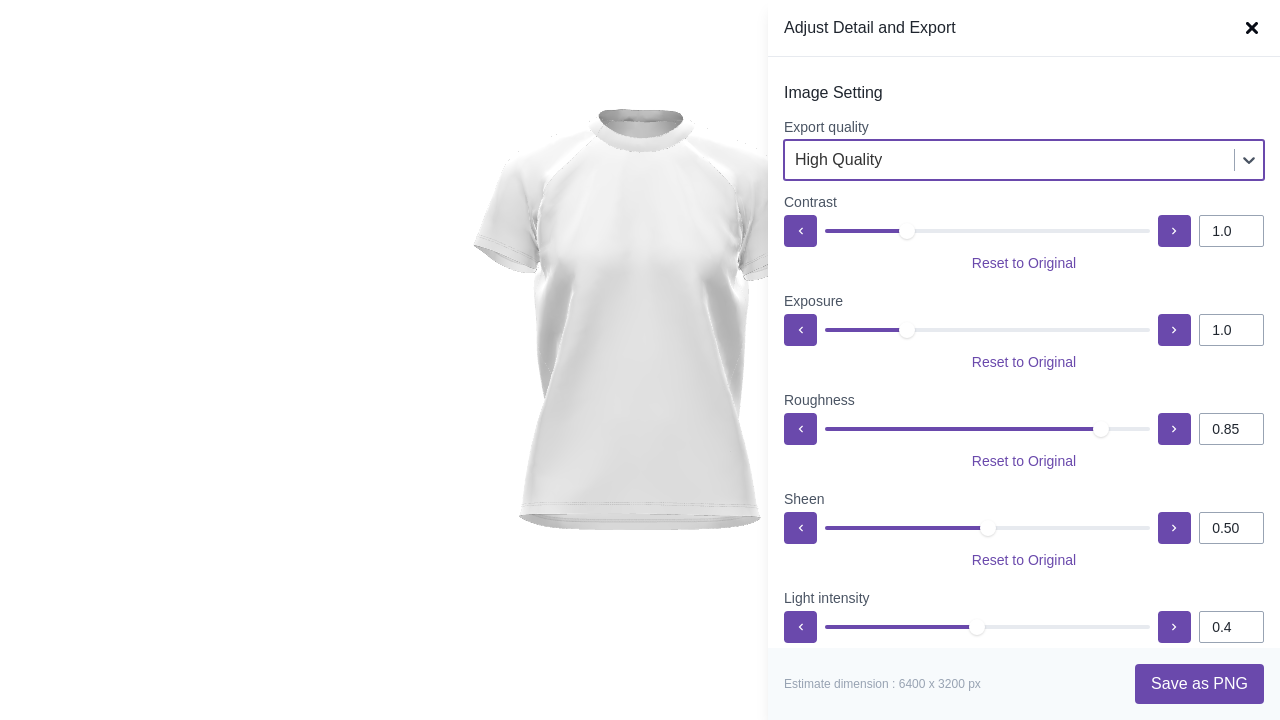 Adjust Detail and Export
Image Setting
Export quality
High Quality
Contrast
1.0
Reset to Original
Exposure
1.0
Reset to Original
Roughness
0.85
Reset to Original
Sheen
0.50
Reset to Original
Light intensity
0.4
Estimate dimension : 6400 x 3200 px
Save as PNG